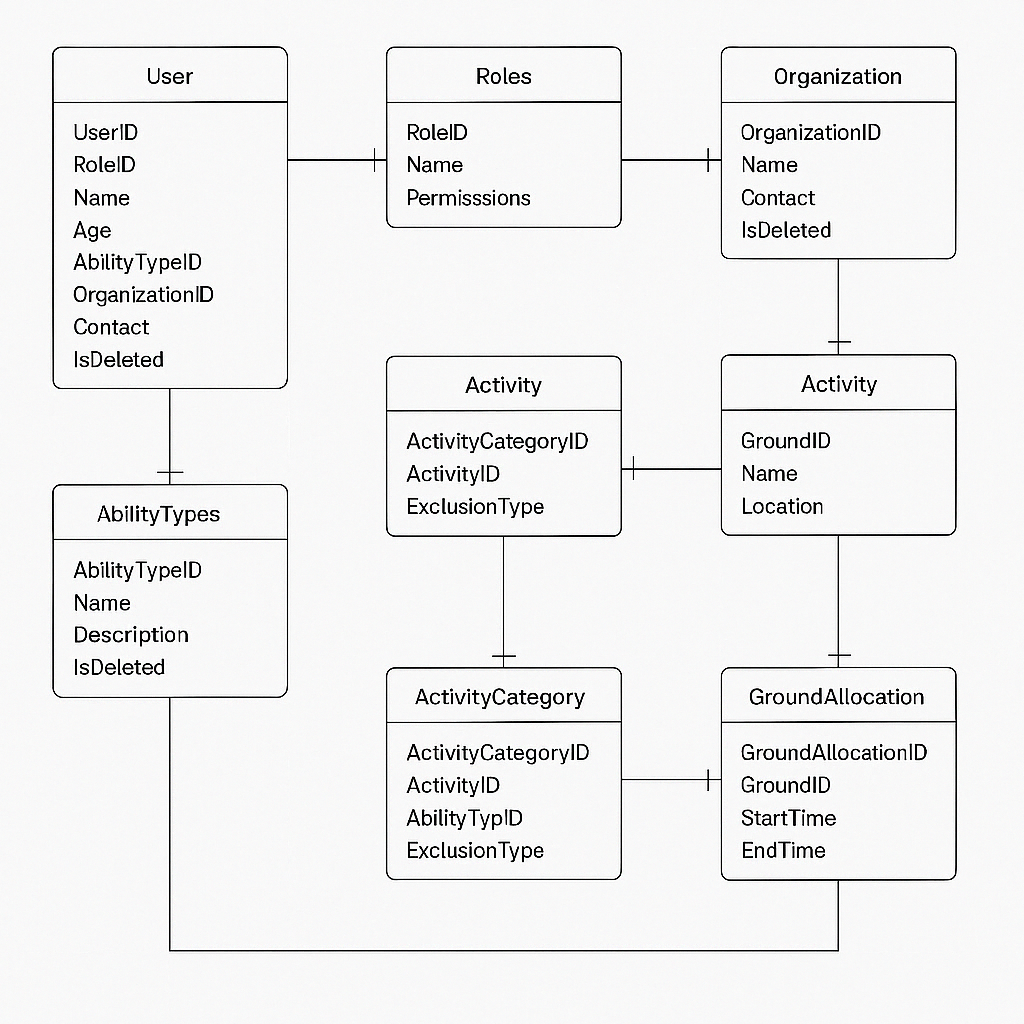 User
UserID
RoleID
Name
Age
AbilityTypeID
OrganizationID
Contact
IsDeleted
Roles
RoleID
Name
Permisssions
Organization
OrganizationID
Name
Contact
IsDeleted
Activity
ActivityCategoryID
ActivityID
ExclusionType
Activity
GroundID
Name
Location
AbilityTypes
AbilityTypeID
Name
Description
IsDeleted
ActivityCategory
ActivityCategoryID
ActivityID
AbilityTypID
ExclusionType
GroundAllocation
GroundAllocationID
GroundID
StartTime
EndTime